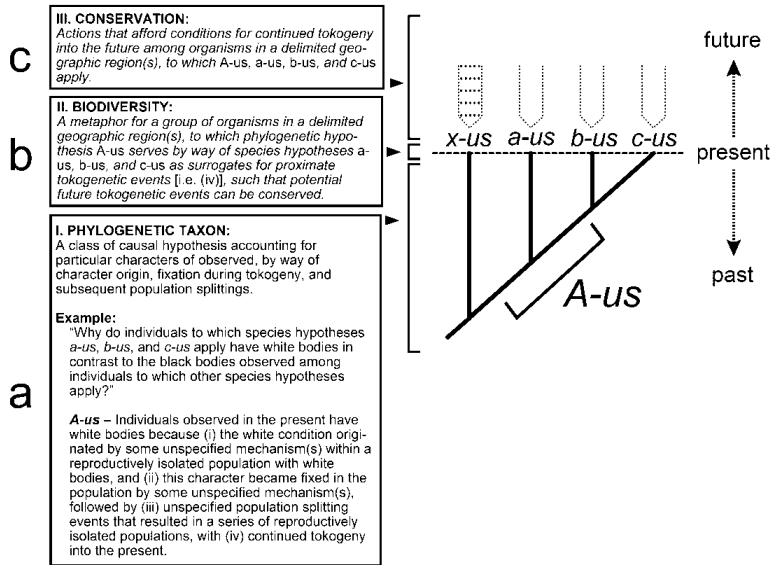 c
III. CONSERVATION:
Actions that afford conditions for continued tokogeny
into the future among organisms in a delimited geo-
graphic region(s), to which A-us, a-us, b-us, and c-us
apply.
b
II. BIODIVERSITY:
A metaphor for a group of organisms in a delimited
geographic region(s), to which phylogenetic hypo-
thesis A-us serves by way of species hypotheses a-
us, b-us, and c-us as surrogates for proximate
tokogenetic events [i.e. (iv)], such that potential
future tokogenetic events can be conserved.
a
I. PHYLOGENETIC TAXON:
A class of causal hypothesis accounting for
particular characters of observed, by way of
character origin, fixation during tokogeny, and
subsequent population splittings.
Example:
"Why do individuals to which species hypotheses
a-us, b-us, and c-us apply have white bodies in
contrast to the black bodies observed among
individuals to which other species hypotheses
apply?"
A-us – Individuals observed in the present have
white bodies because (i) the white condition origi-
nated by some unspecified mechanism(s) within a
reproductively isolated population with white
bodies, and (ii) this character became fixed in the
population by some unspecified mechanism(s),
followed by (iii) unspecified population splitting
events that resulted in a series of reproductively
isolated populations, with (iv) continued tokogeny
into the present.
x-us a-us b-us c-us
A-us
future
present
past